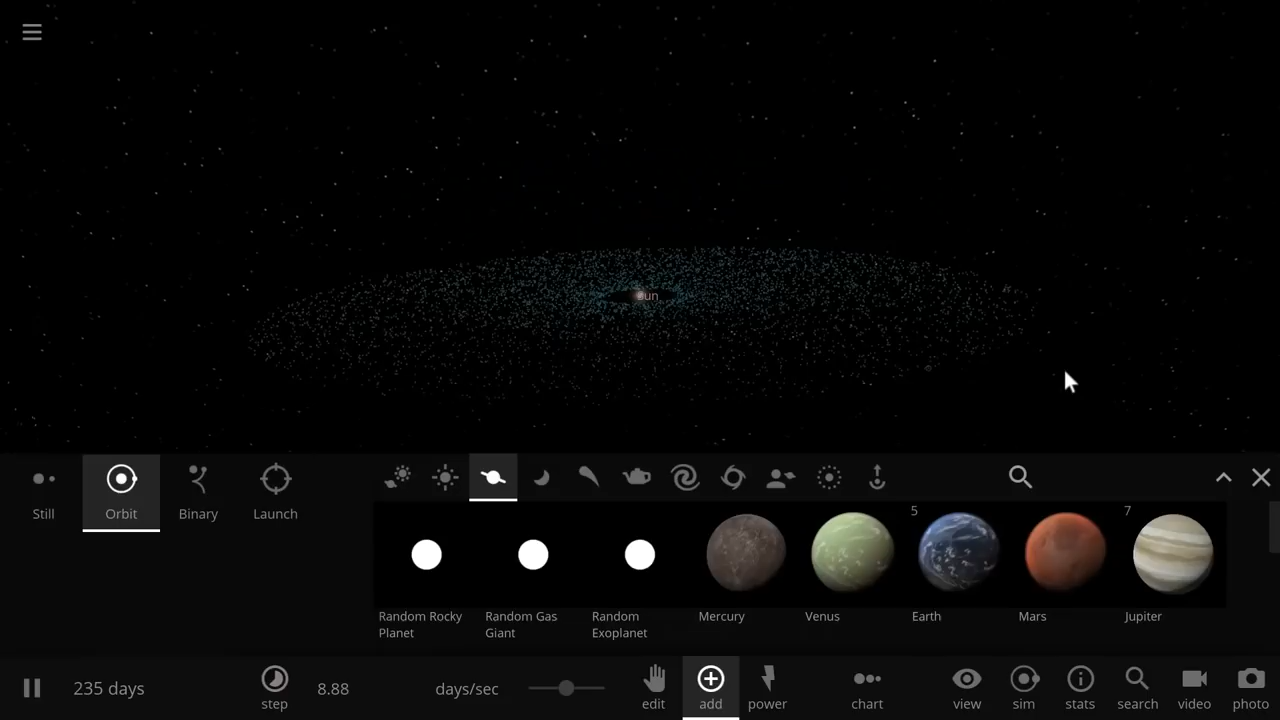 Sun
Still
Orbit
Binary
Launch
5
7
Random Rocky
Planet
Random Gas
Giant
Random
Exoplanet
Mercury
Venus
Earth
Mars
Jupiter
235 days
step
8.88
days/sec
edit
add
power
chart
view
sim
stats
search
video
photo